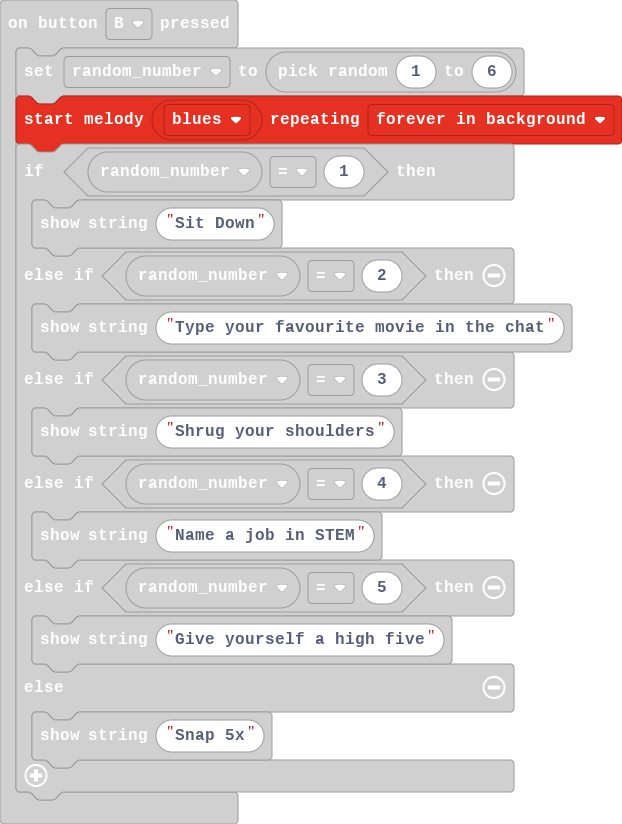 on button B pressed
set random_number to pick random 1 to 6
start melody blues repeating forever in background
if random_number = 1 then
show string "Sit Down"
else if random_number = 2 then
show string "Type your favourite movie in the chat"
else if random_number = 3 then
show string "Shrug your shoulders"
else if random_number = 4 then
show string "Name a job in STEM"
else if random_number = 5 then
show string "Give yourself a high five"
else
show string "Snap 5x"